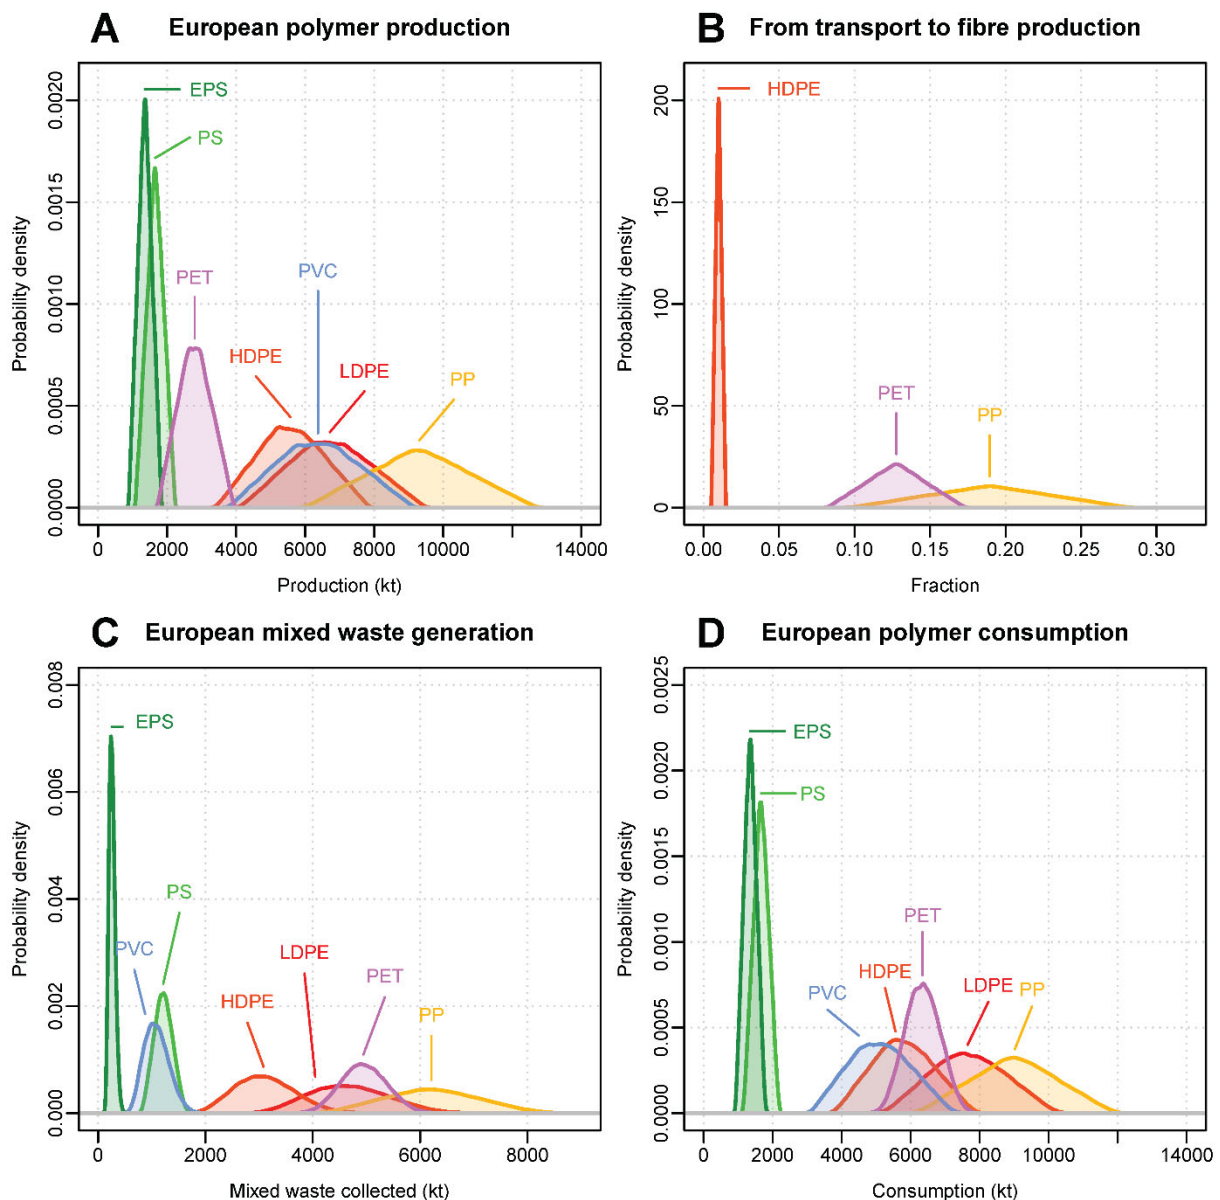 A European polymer production
Probability density
0.0020
0.0015
0.0010
0.0005
0.0000
EPS
PS
PET
PVC
HDPE
LDPE
PP
0 2000 4000 6000 8000 10000 14000
Production (kt)
B From transport to fibre production
Probability density
200
150
100
50
0
HDPE
PET
PP
0.00 0.05 0.10 0.15 0.20 0.25 0.30
Fraction
C European mixed waste generation
Probability density
0.008
0.006
0.004
0.002
0.000
EPS
PS
PVC
LDPE
HDPE
PET
PP
0 2000 4000 6000 8000
Mixed waste collected (kt)
D European polymer consumption
Probability density
0.0025
0.0020
0.0015
0.0010
0.0005
0.0000
EPS
PS
PET
HDPE
PVC
LDPE
PP
0 2000 4000 6000 8000 10000 14000
Consumption (kt)